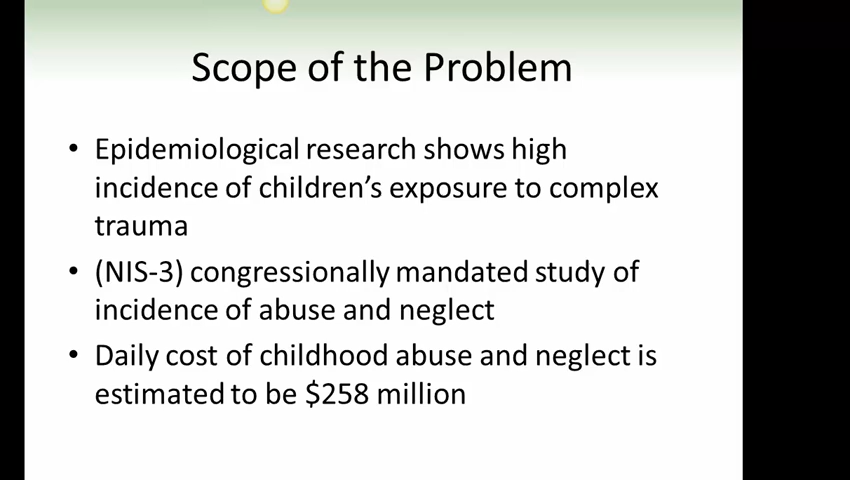 Scope of the Problem
• Epidemiological research shows high
incidence of children’s exposure to complex
trauma
• (NIS-3) congressionally mandated study of
incidence of abuse and neglect
• Daily cost of childhood abuse and neglect is
estimated to be $258 million